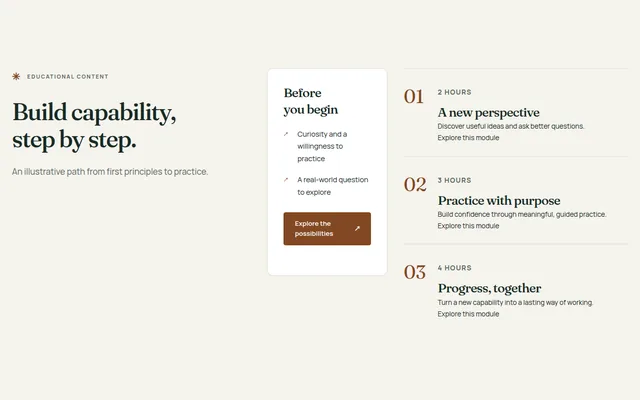 EDUCATIONAL CONTENT
Build capability,
step by step.
An illustrative path from first principles to practice.
Before
you begin
Curiosity and a
willingness to
practice
A real-world question
to explore
Explore the
possibilities
01
2 HOURS
A new perspective
Discover useful ideas and ask better questions.
Explore this module
02
3 HOURS
Practice with purpose
Build confidence through meaningful, guided practice.
Explore this module
03
4 HOURS
Progress, together
Turn a new capability into a lasting way of working.
Explore this module